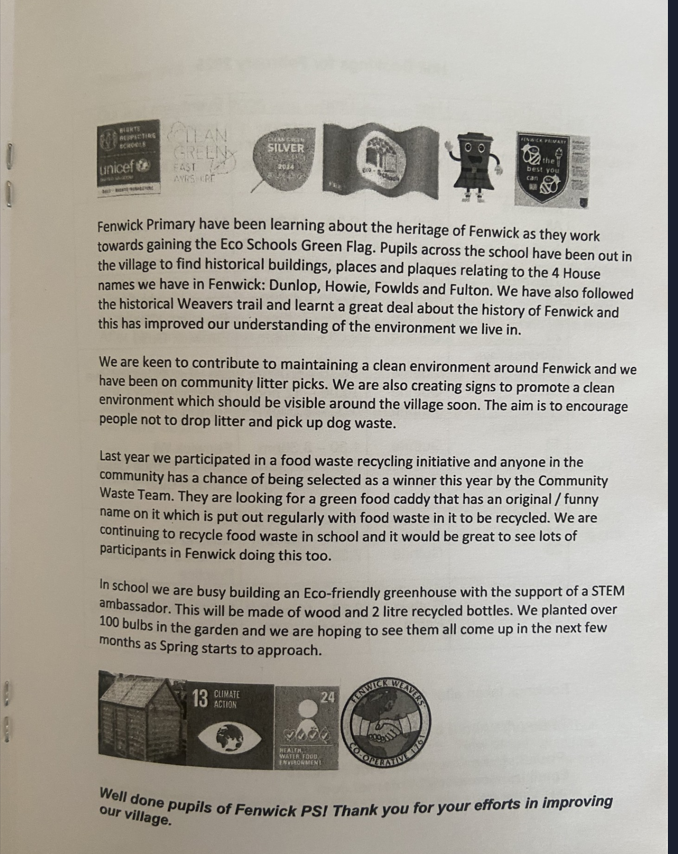 RIGHTS
RESPECTING
SCHOOLS
unicef
CLEAN
GREEN
EAST
AYRSHIRE
CLEAN GREEN
SILVER
2024
FENWICK PRIMARY
Be the
best you
can be
Fenwick Primary have been learning about the heritage of Fenwick as they work
towards gaining the Eco Schools Green Flag. Pupils across the school have been out in
the village to find historical buildings, places and plaques relating to the 4 House
names we have in Fenwick: Dunlop, Howie, Fowlds and Fulton. We have also followed
the historical Weavers trail and learnt a great deal about the history of Fenwick and
this has improved our understanding of the environment we live in.
We are keen to contribute to maintaining a clean environment around Fenwick and we
have been on community litter picks. We are also creating signs to promote a clean
environment which should be visible around the village soon. The aim is to encourage
people not to drop litter and pick up dog waste.
Last year we participated in a food waste recycling initiative and anyone in the
community has a chance of being selected as a winner this year by the Community
Waste Team. They are looking for a green food caddy that has an original / funny
name on it which is put out regularly with food waste in it to be recycled. We are
continuing to recycle food waste in school and it would be great to see lots of
participants in Fenwick doing this too.
In school we are busy building an Eco-friendly greenhouse with the support of a STEM
ambassador. This will be made of wood and 2 litre recycled bottles. We planted over
100 bulbs in the garden and we are hoping to see them all come up in the next few
months as Spring starts to approach.
13 CLIMATE
ACTION
24
HEALTH,
WATER, FOOD,
ENVIRONMENT
FENWICK WEAVERS
CO-OPERATIVE 1761
Well done pupils of Fenwick PS! Thank you for your efforts in improving
our village.